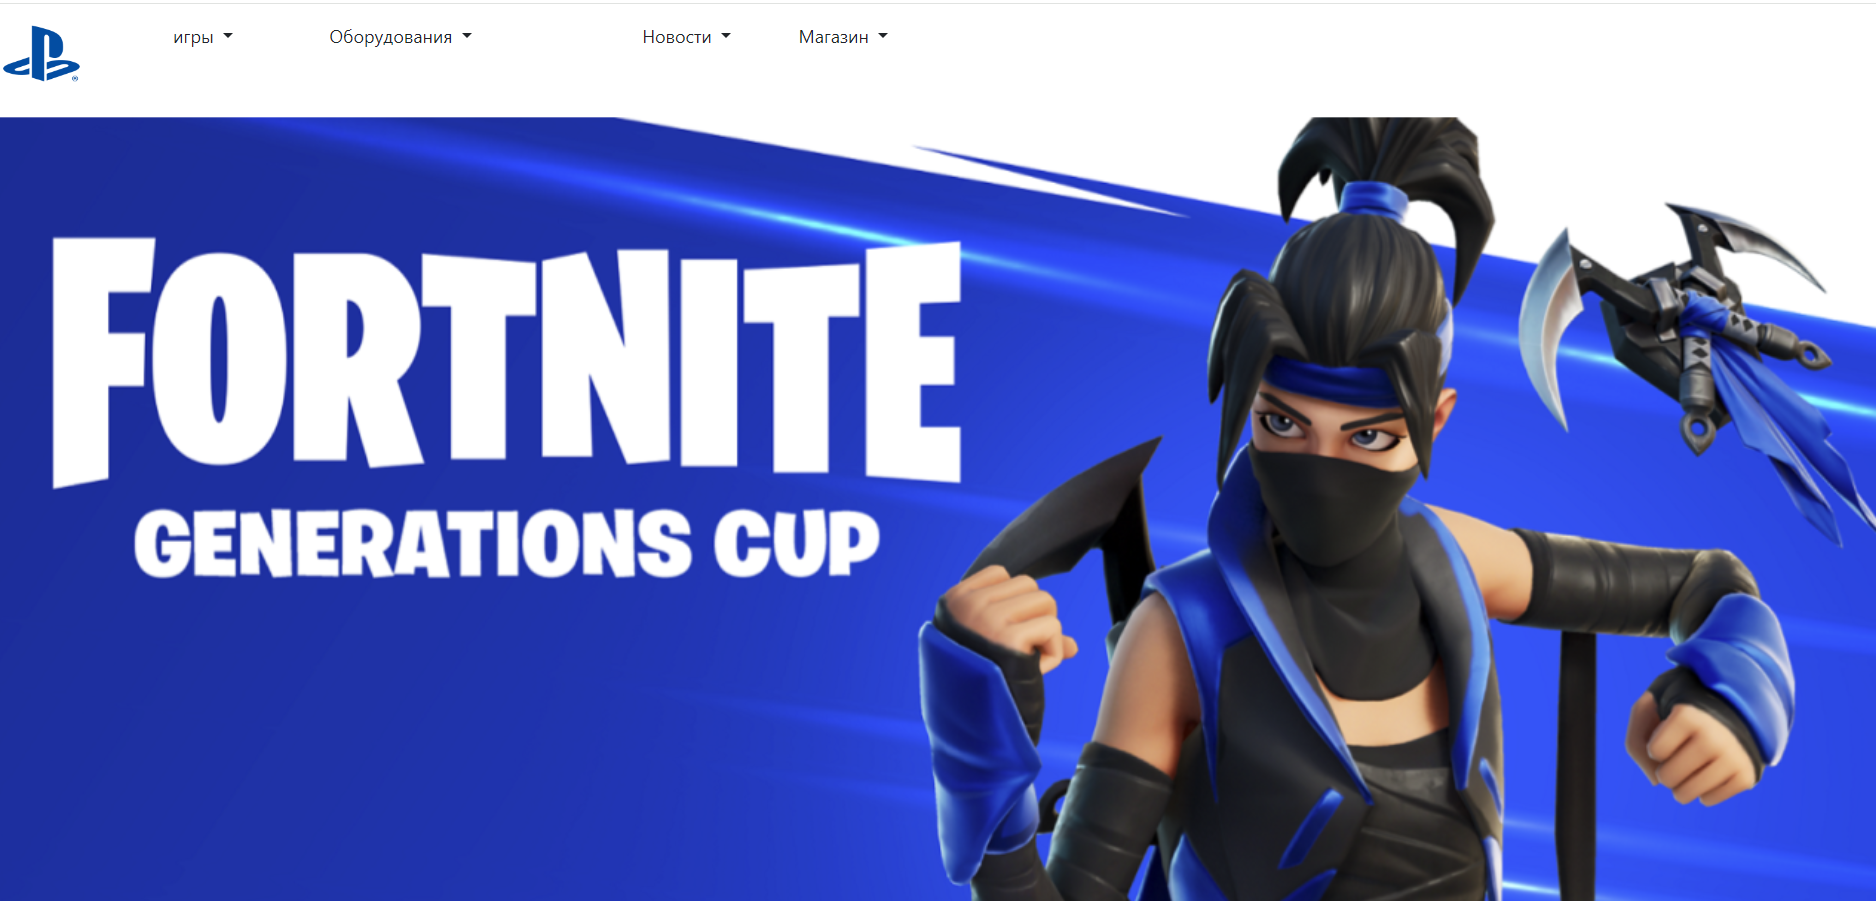 игры
Оборудования
Новости
Магазин
FORTNITE
GENERATIONS CUP